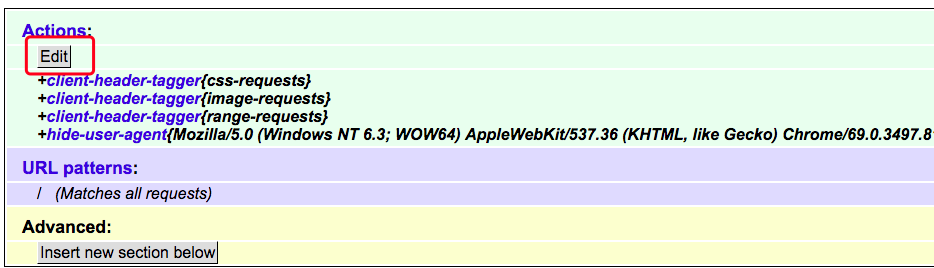 Actions:
Edit
+client-header-tagger{css-requests}
+client-header-tagger{image-requests}
+client-header-tagger{range-requests}
+hide-user-agent{Mozilla/5.0 (Windows NT 6.3; WOW64) AppleWebKit/537.36 (KHTML, like Gecko) Chrome/69.0.3497.8
URL patterns:
/ (Matches all requests)
Advanced:
Insert new section below